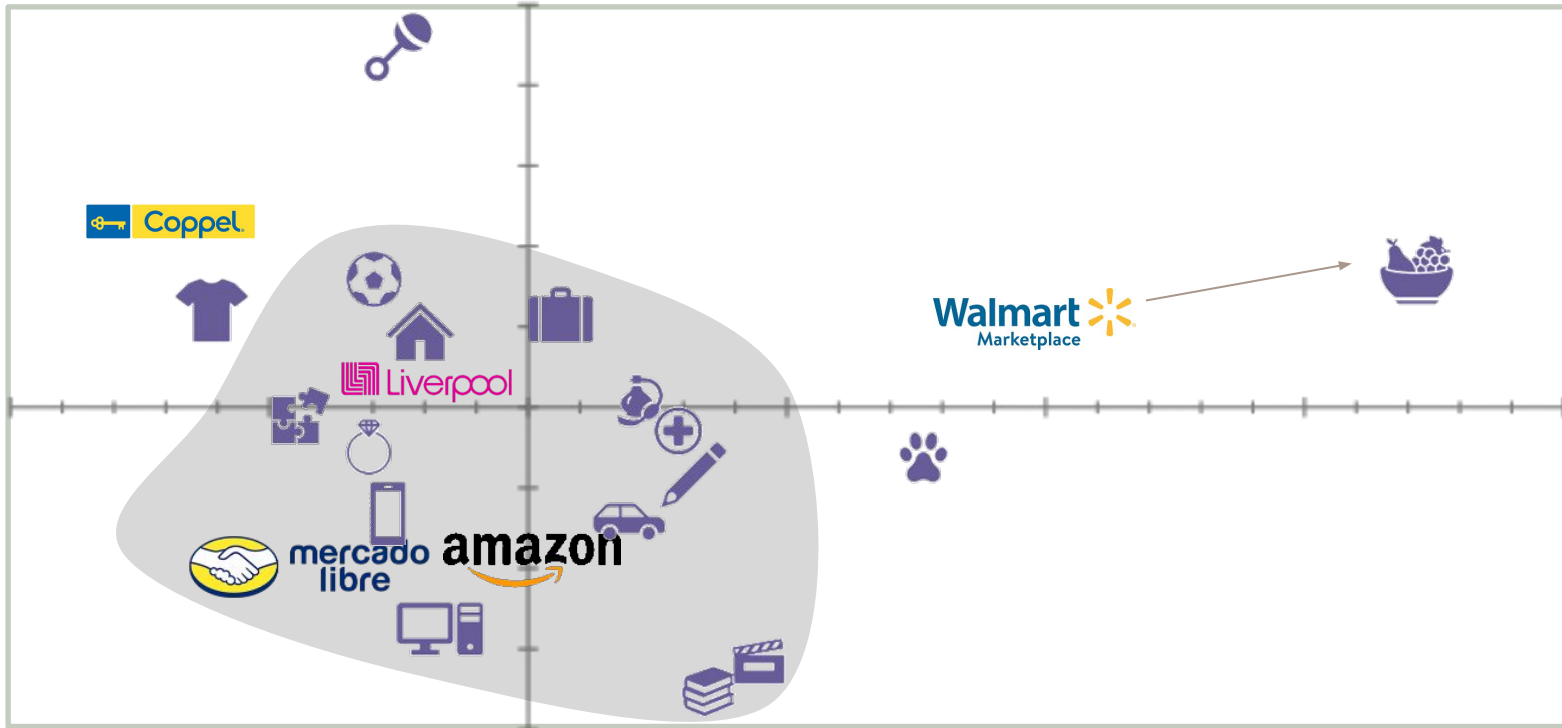 Coppel.
Liverpool
Walmart
Marketplace
mercado
libre
amazon